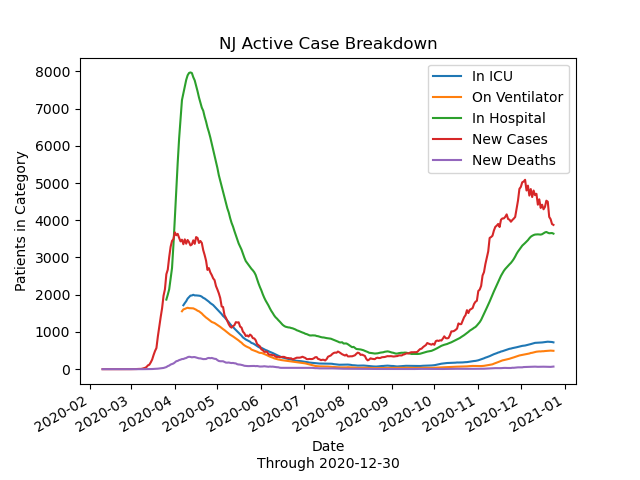 NJ Active Case Breakdown
In ICU
On Ventilator
In Hospital
New Cases
New Deaths
Patients in Category
8000
7000
6000
5000
4000
3000
2000
1000
0
2020-02
2020-03
2020-04
2020-05
2020-06
2020-07
2020-08
2020-09
2020-10
2020-11
2020-12
2021-01
Date
Through 2020-12-30